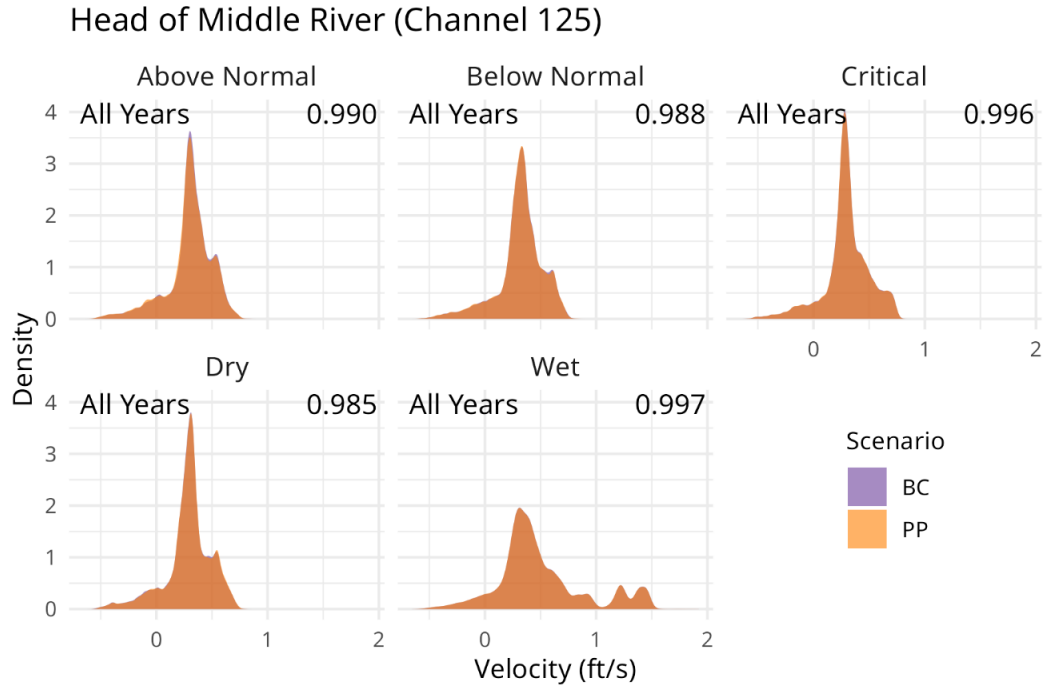 Head of Middle River (Channel 125)
Above Normal
Below Normal
Critical
All Years 0.990
All Years 0.988
All Years 0.996
4
3
2
1
0
0 1 2
Density
Dry
Wet
All Years 0.985
All Years 0.997
4
3
2
1
0
0 1 2
0 1 2
Velocity (ft/s)
Scenario
BC
PP